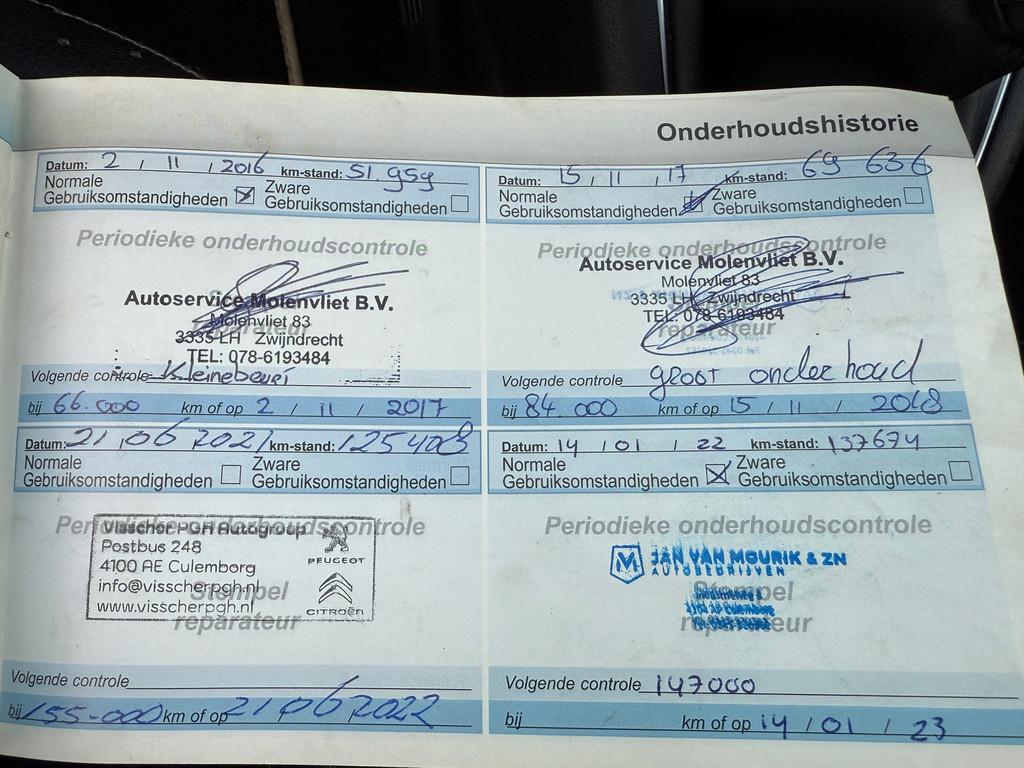 Onderhoudshistorie
Datum: 2 / 11 / 2016 km-stand: 51.959
Normale Gebruiksomstandigheden ☒ Zware Gebruiksomstandigheden ☐
Periodieke onderhoudscontrole
Autoservice Molenvliet B.V.
Molenvliet 83
3335 LH Zwijndrecht
TEL: 078-6193484
Volgende controle Kleinebeurt
bij 66.000 km of op 2 / 11 / 2017
Datum: 15 / 11 / 17 km-stand: 69 636
Normale Gebruiksomstandigheden ☑ Zware Gebruiksomstandigheden ☐
Periodieke onderhoudscontrole
Autoservice Molenvliet B.V.
Molenvliet 83
3335 LH Zwijndrecht
TEL: 078-6193484
reparateur
Volgende controle groot onderhoud
bij 84.000 km of op 15 / 11 / 2018
Datum: 21/06/2021 km-stand: 125408
Normale Gebruiksomstandigheden ☐ Zware Gebruiksomstandigheden ☐
Periodieke onderhoudscontrole
Visscher PGH Autogroup
Postbus 248
4100 AE Culemborg
info@visscherpgh.nl
www.visscherpgh.nl
PEUGEOT
CITROËN
Stempel
reparateur
Volgende controle
bij 155-000 km of op 21/06/2022
Datum: 14 / 01 / 22 km-stand: 137674
Normale Gebruiksomstandigheden ☒ Zware Gebruiksomstandigheden ☐
Periodieke onderhoudscontrole
JAN VAN MOURIK & ZN
AUTOBEDRIJVEN
Stempel
reparateur
Volgende controle 147000
bij km of op 14 / 01 / 23